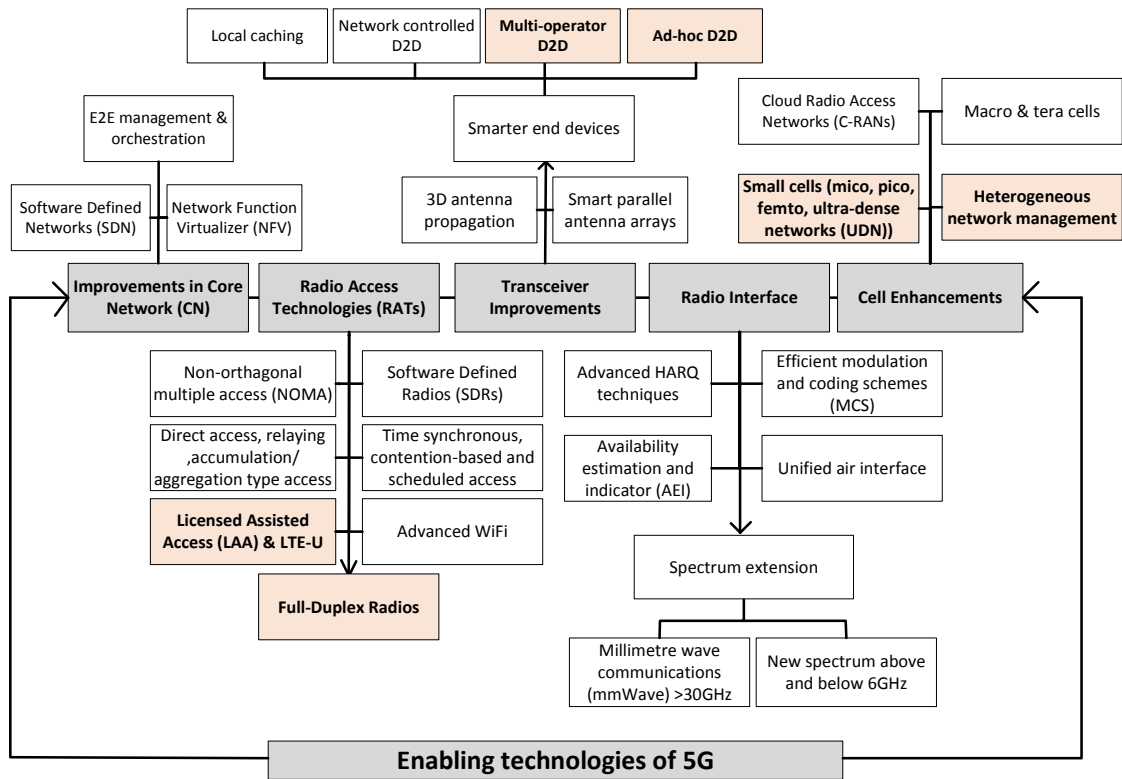 Local caching
Network controlled
D2D
Multi-operator
D2D
Ad-hoc D2D
E2E management &
orchestration
Smarter end devices
Cloud Radio Access
Networks (C-RANs)
Macro & tera cells
Software Defined
Networks (SDN)
Network Function
Virtualizer (NFV)
3D antenna
propagation
Smart parallel
antenna arrays
Small cells (mico, pico,
femto, ultra-dense
networks (UDN))
Heterogeneous
network management
Improvements in Core
Network (CN)
Radio Access
Technologies (RATs)
Transceiver
Improvements
Radio Interface
Cell Enhancements
Non-orthagonal
multiple access (NOMA)
Software Defined
Radios (SDRs)
Advanced HARQ
techniques
Efficient modulation
and coding schemes
(MCS)
Direct access, relaying
,accumulation/
aggregation type access
Time synchronous,
contention-based and
scheduled access
Availability
estimation and
indicator (AEI)
Unified air interface
Licensed Assisted
Access (LAA) & LTE-U
Advanced WiFi
Full-Duplex Radios
Spectrum extension
Millimetre wave
communications
(mmWave) >30GHz
New spectrum above
and below 6GHz
Enabling technologies of 5G